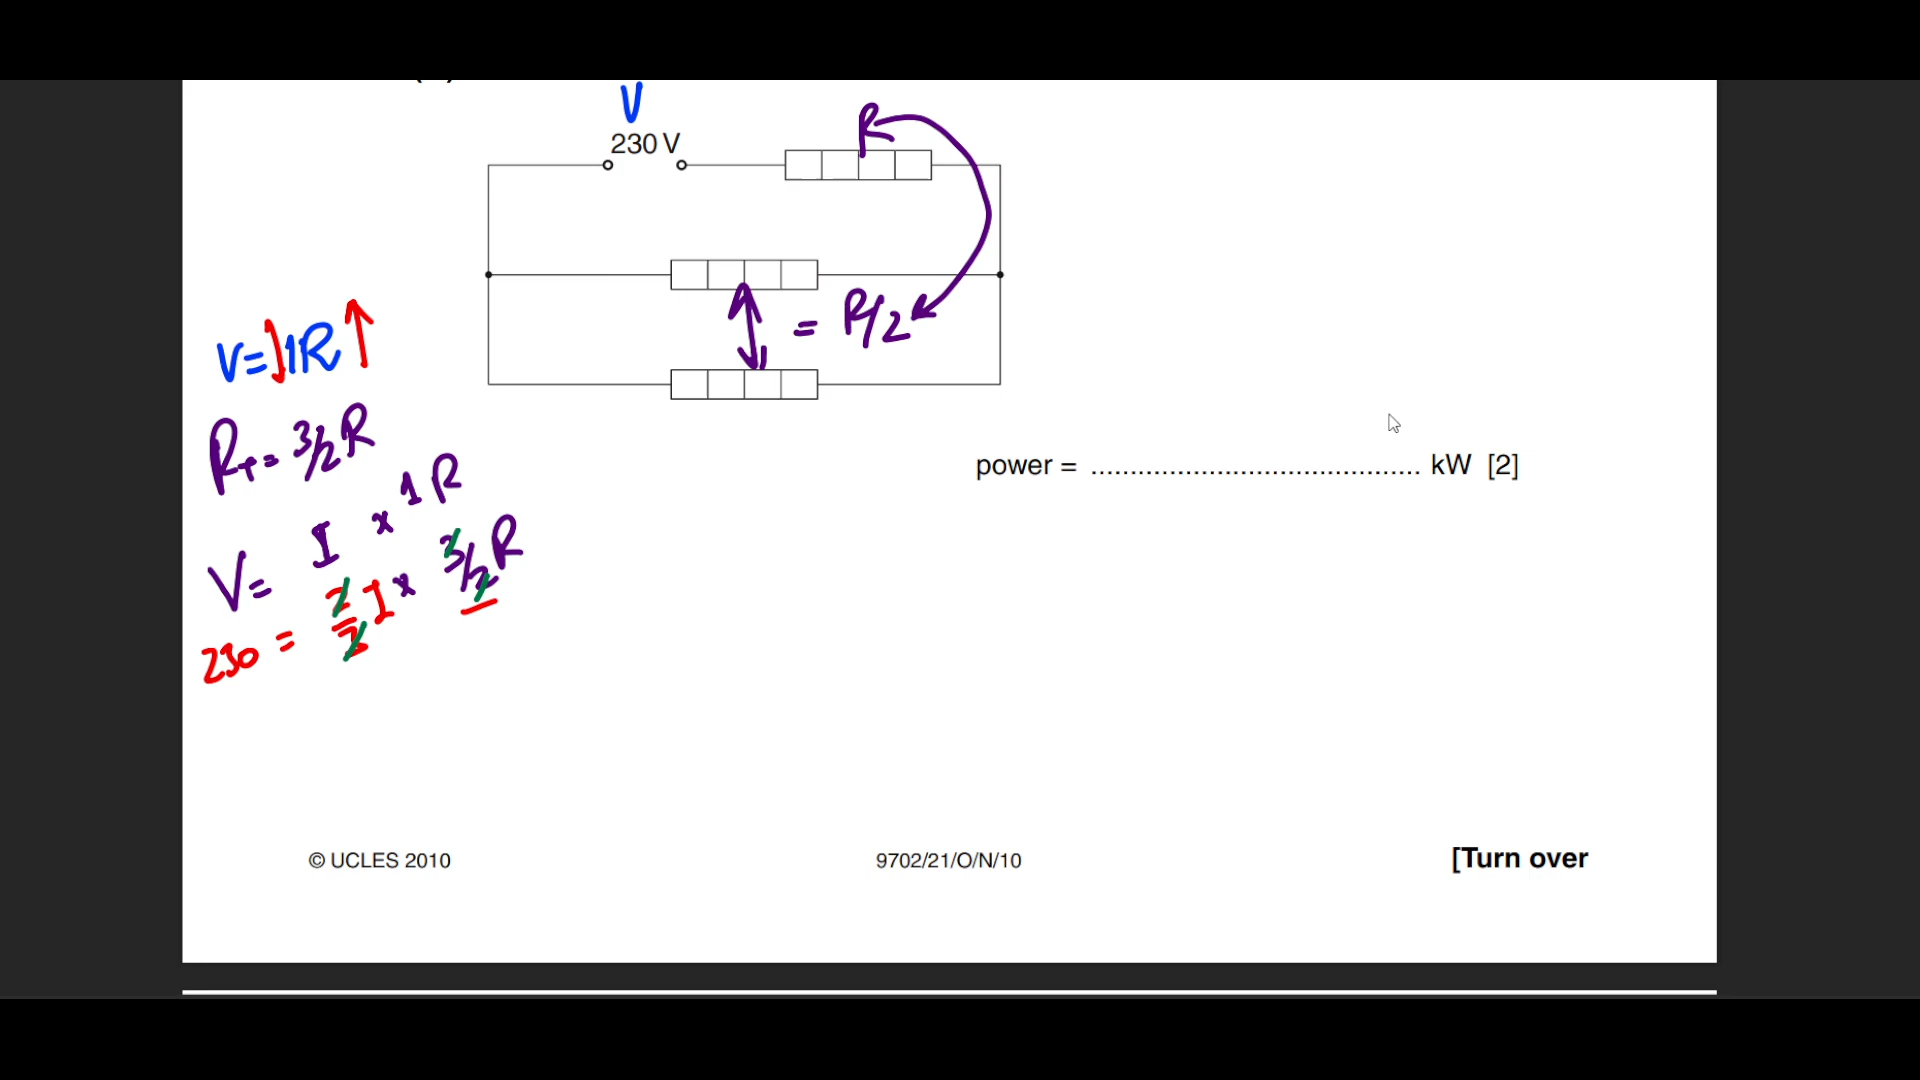 V
230 V
R
= R/2
V=IR
R_T= 3/2R
I × 1R
V= 2/3 I × 3/2R
230 =
power = ........................................ kW [2]
© UCLES 2010
9702/21/O/N/10
[Turn over